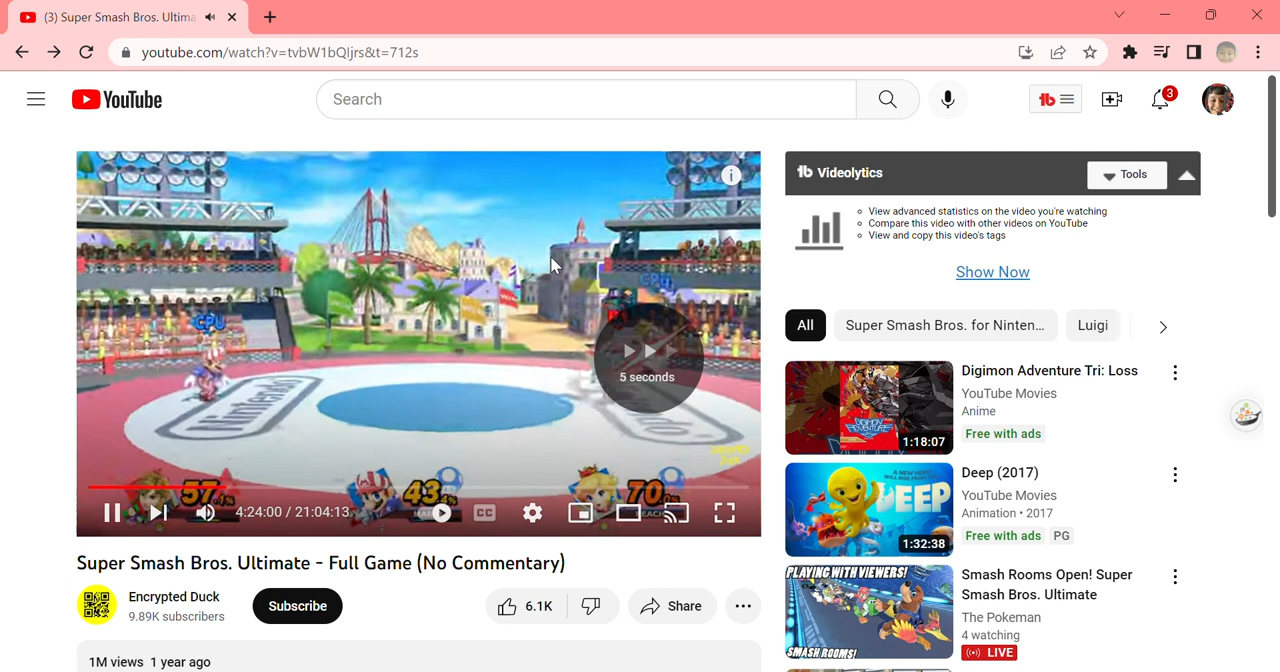 (3) Super Smash Bros. Ultima
youtube.com/watch?v=tvbW1bQljrs&t=712s
YouTube
Search
3
Videolytics
Tools
View advanced statistics on the video you're watching
Compare this video with other videos on YouTube
View and copy this video's tags
Show Now
CPU
CPU
Nintendo
5 seconds
57
43
70
4:24:00 / 21:04:13
CC
All
Super Smash Bros. for Ninten...
Luigi
Digimon Adventure Tri: Loss
YouTube Movies
Anime
Free with ads
1:18:07
Deep (2017)
YouTube Movies
Animation • 2017
Free with ads
PG
DEEP
1:32:38
Smash Rooms Open! Super
Smash Bros. Ultimate
The Pokeman
4 watching
LIVE
PLAYING WITH VIEWERS!
SMASH ROOMS!
Super Smash Bros. Ultimate - Full Game (No Commentary)
Encrypted Duck
9.89K subscribers
Subscribe
6.1K
Share
1M views 1 year ago